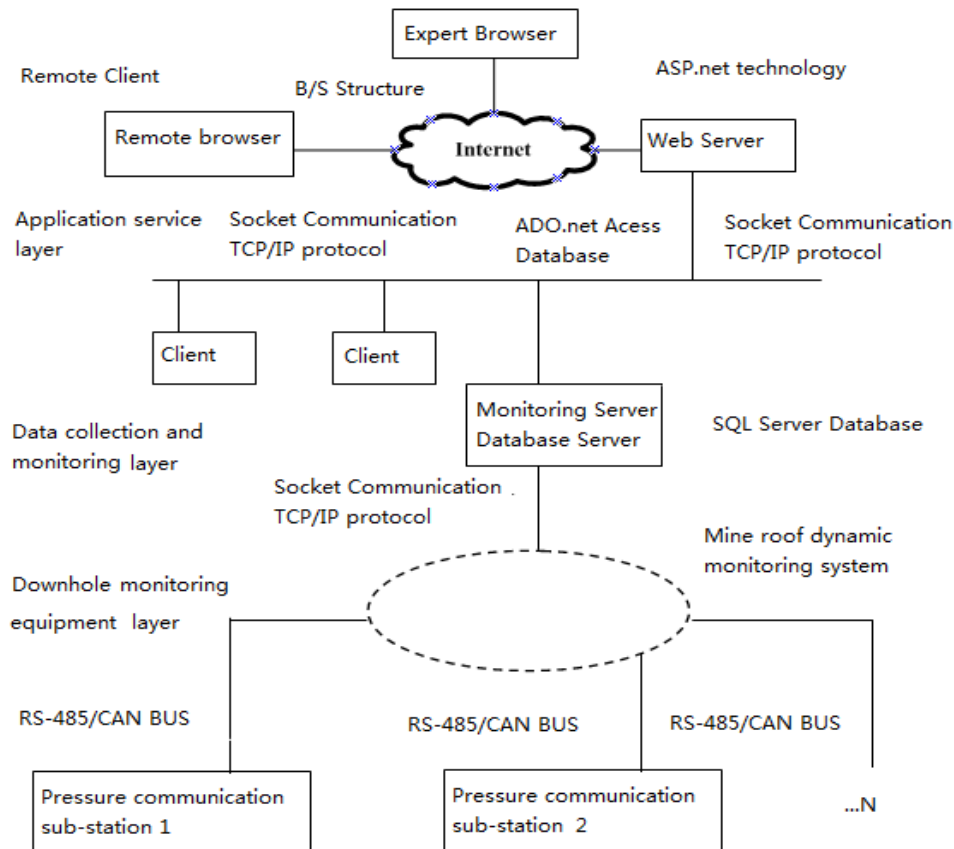 Expert Browser
Remote Client
ASP.net technology
B/S Structure
Remote browser
Internet
Web Server
Application service
layer
Socket Communication
TCP/IP protocol
ADO.net Acess
Database
Socket Communication
TCP/IP protocol
Client
Client
Monitoring Server
Database Server
SQL Server Database
Data collection and
monitoring layer
Socket Communication
TCP/IP protocol
Mine roof dynamic
monitoring system
Downhole monitoring
equipment layer
RS-485/CAN BUS
RS-485/CAN BUS
RS-485/CAN BUS
Pressure communication
sub-station 1
Pressure communication
sub-station 2
...N